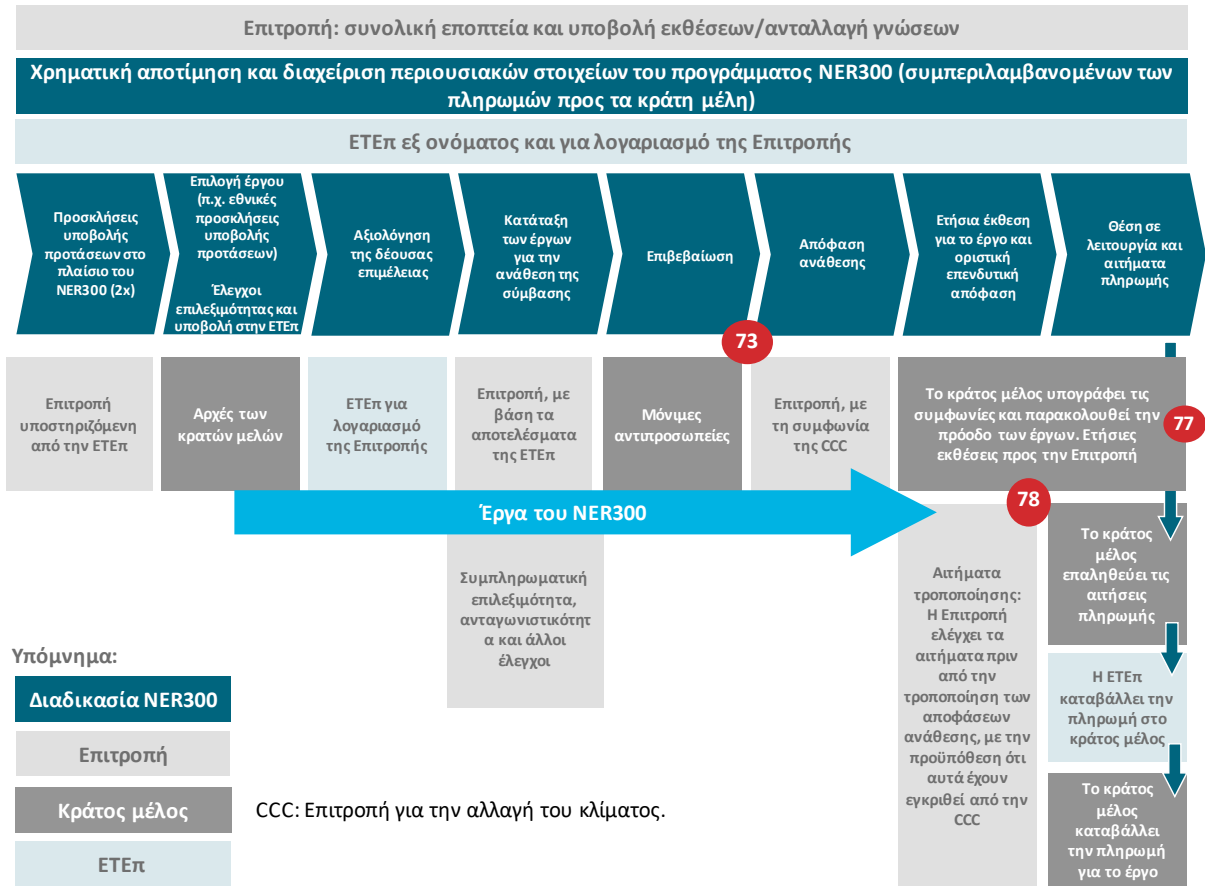 Επιτροπή: συνολική εποπτεία και υποβολή εκθέσεων/ανταλλαγή γνώσεων
Χρηματική αποτίμηση και διαχείριση περιουσιακών στοιχείων του προγράμματος NER300 (συμπεριλαμβανομένων των
πληρωμών προς τα κράτη μέλη)
ΕΤΕπ εξ ονόματος και για λογαριασμό της Επιτροπής
Προσκλήσεις
υποβολής
προτάσεων στο
πλαίσιο του
NER300 (2x)
Επιλογή έργου
(π.χ. εθνικές
προσκλήσεις
υποβολής
προτάσεων)
Έλεγχοι
επιλεξιμότητας και
υποβολή στην ΕΤΕπ
Αξιολόγηση
της δέουσας
επιμέλειας
Κατάταξη
των έργων
για την
ανάθεση της
σύμβασης
Επιβεβαίωση
Απόφαση
ανάθεσης
Ετήσια έκθεση
για το έργο και
οριστική
επενδυτική
απόφαση
Θέση σε
λειτουργία και
αιτήματα
πληρωμής
73
Επιτροπή
υποστηριζόμενη
από την ΕΤΕπ
Αρχές των
κρατών μελών
ΕΤΕπ για
λογαριασμό
της Επιτροπής
Επιτροπή, με
βάση τα
αποτελέσματα
της ΕΤΕπ
Μόνιμες
αντιπροσωπείες
Επιτροπή, με
τη συμφωνία
της CCC
Το κράτος μέλος υπογράφει τις
συμφωνίες και παρακολουθεί την
πρόοδο των έργων. Ετήσιες
εκθέσεις προς την Επιτροπή
77
78
Έργα του NER300
Συμπληρωματική
επιλεξιμότητα,
ανταγωνιστικότητ
α και άλλοι
έλεγχοι
Αιτήματα
τροποποίησης:
Η Επιτροπή
ελέγχει τα
αιτήματα πριν
από την
τροποποίηση των
αποφάσεων
ανάθεσης, με την
προϋπόθεση ότι
αυτά έχουν
εγκριθεί από την
CCC
Το κράτος
μέλος
επαληθεύει τις
αιτήσεις
πληρωμής
Η ΕΤΕπ
καταβάλλει την
πληρωμή στο
κράτος μέλος
Το κράτος
μέλος
καταβάλλει
την πληρωμή
για το έργο
Υπόμνημα:
Διαδικασία NER300
Επιτροπή
Κράτος μέλος
ΕΤΕπ
CCC: Επιτροπή για την αλλαγή του κλίματος.